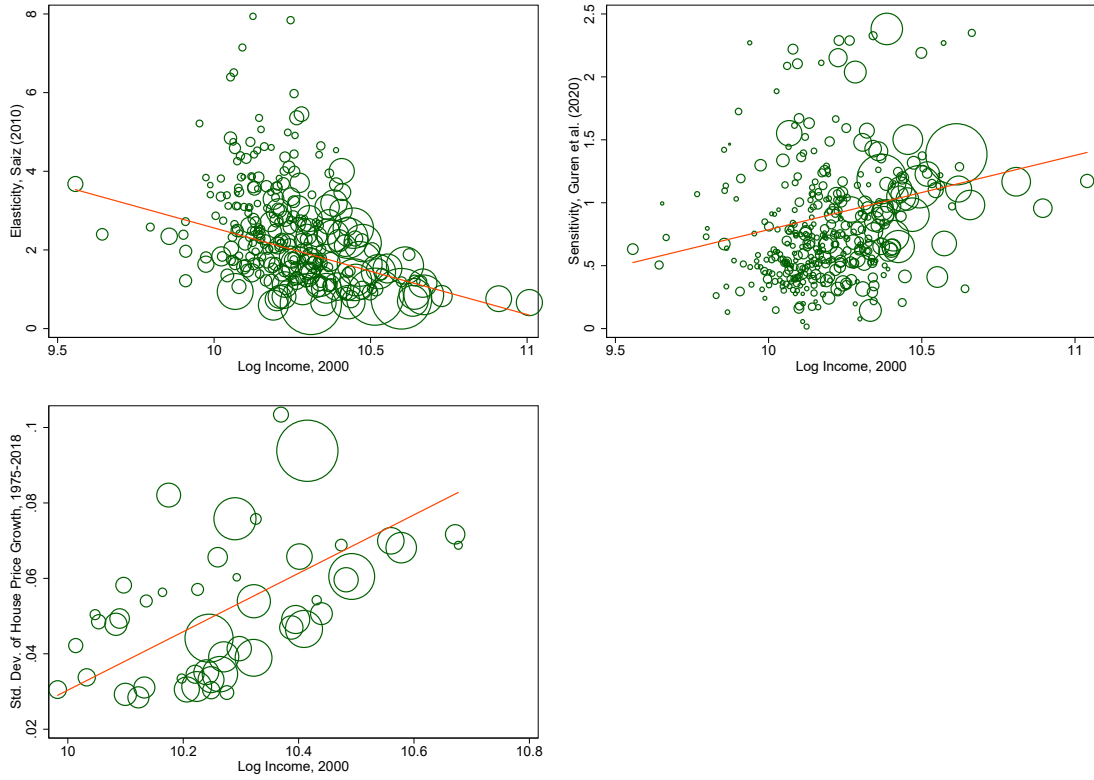 Elasticity, Saiz (2010)
8
6
4
2
0
9.5 10 10.5 11
Log Income, 2000
Sensitivity, Guren et al. (2020)
2.5
2
1.5
1
.5
0
9.5 10 10.5 11
Log Income, 2000
Std. Dev. of House Price Growth, 1975-2018
.1
.08
.06
.04
.02
10 10.2 10.4 10.6 10.8
Log Income, 2000